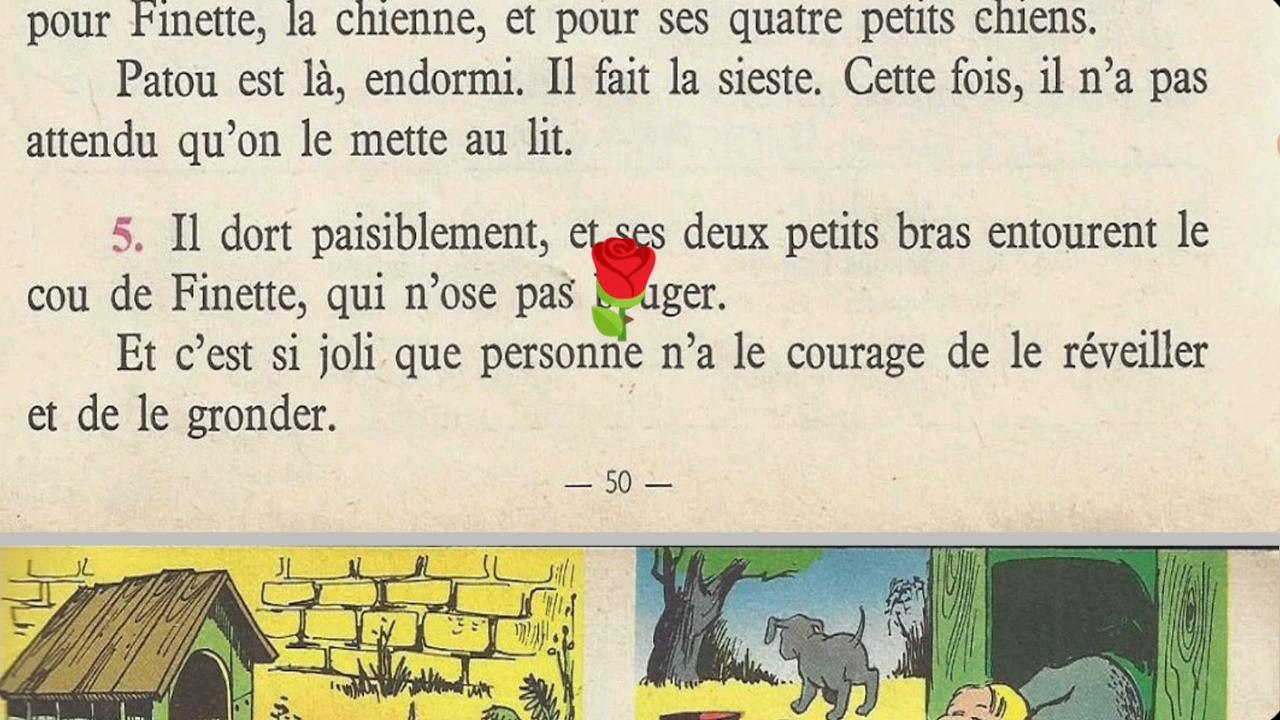 pour Finette, la chienne, et pour ses quatre petits chiens.
Patou est là, endormi. Il fait la sieste. Cette fois, il n'a pas
attendu qu'on le mette au lit.
5. Il dort paisiblement, et ses deux petits bras entourent le
cou de Finette, qui n'ose pas
Et c'est si joli que personne n'a le courage de le réveiller
et de le gronder.
— 50 —